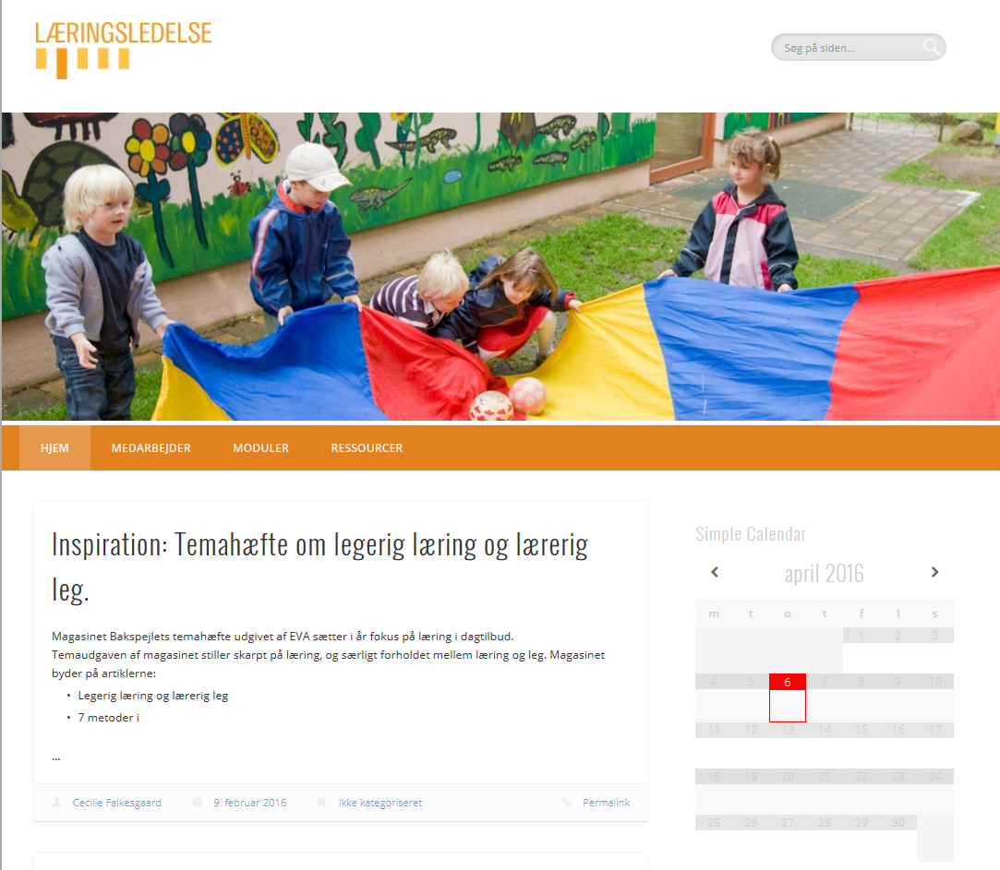 LÆRINGSLEDELSE
Søg på siden...
HJEM MEDARBEJDER MODULER RESSOURCER
Inspiration: Temahæfte om legerig læring og lærerig
leg.
Magasinet Bakspejlets temahæfte udgivet af EVA sætter i år fokus på læring i dagtilbud.
Temaudgaven af magasinet stiller skarpt på læring, og særligt forholdet mellem læring og leg. Magasinet
byder på artiklerne:
• Legerig læring og lærerig leg
• 7 metoder i
...
Cecilie Falkesgaard 9. februar 2016 Ikke kategoriseret Permalink
Simple Calendar
april 2016
m t o t f l s
1 2 3
4 5 6 7 8 9 10
11 12 13 14 15 16 17
18 19 20 21 22 23 24
25 26 27 28 29 30